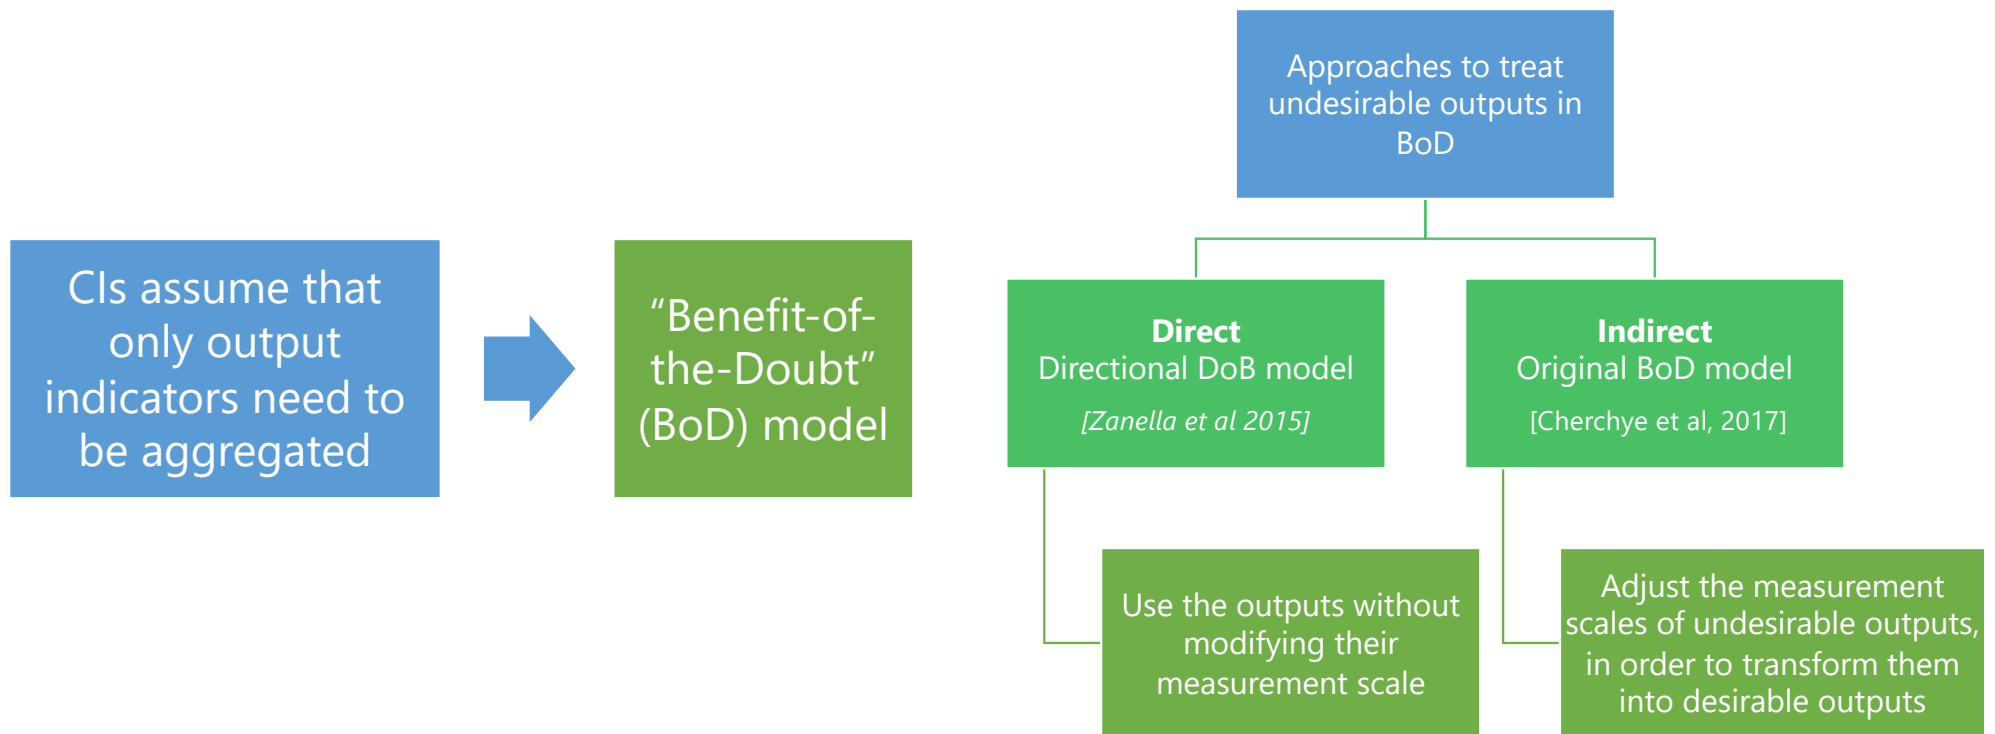 CIs assume that
only output
indicators need to
be aggregated
“Benefit-of-
the-Doubt”
(BoD) model
Approaches to treat
undesirable outputs in
BoD
Direct
Directional DoB model
[Zanella et al 2015]
Indirect
Original BoD model
[Cherchye et al, 2017]
Use the outputs without
modifying their
measurement scale
Adjust the measurement
scales of undesirable outputs,
in order to transform them
into desirable outputs